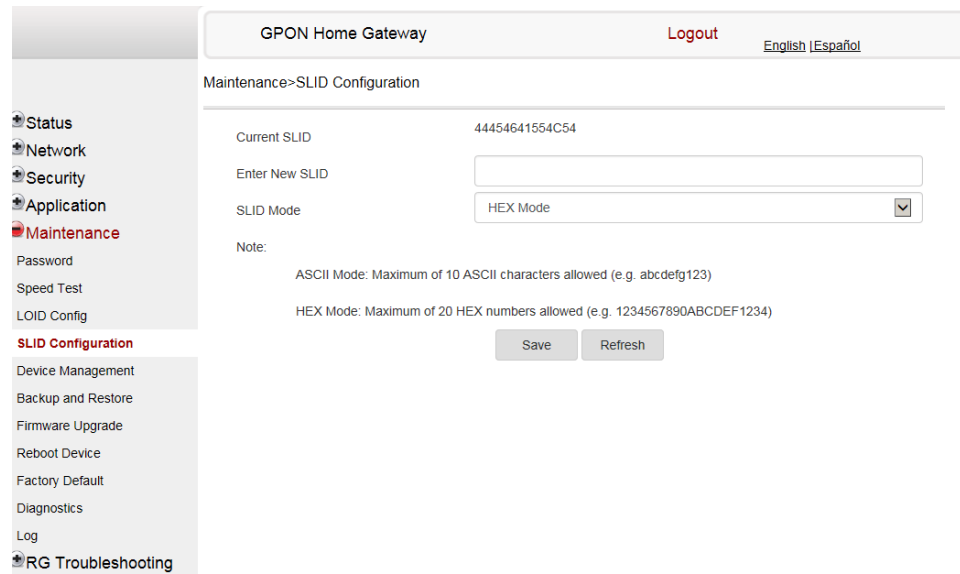 GPON Home Gateway
Logout
English |Español
Maintenance>SLID Configuration
Status
Network
Security
Application
Maintenance
Password
Speed Test
LOID Config
SLID Configuration
Device Management
Backup and Restore
Firmware Upgrade
Reboot Device
Factory Default
Diagnostics
Log
RG Troubleshooting
Current SLID 44454641554C54
Enter New SLID
SLID Mode HEX Mode
Note:
ASCII Mode: Maximum of 10 ASCII characters allowed (e.g. abcdefg123)
HEX Mode: Maximum of 20 HEX numbers allowed (e.g. 1234567890ABCDEF1234)
Save Refresh